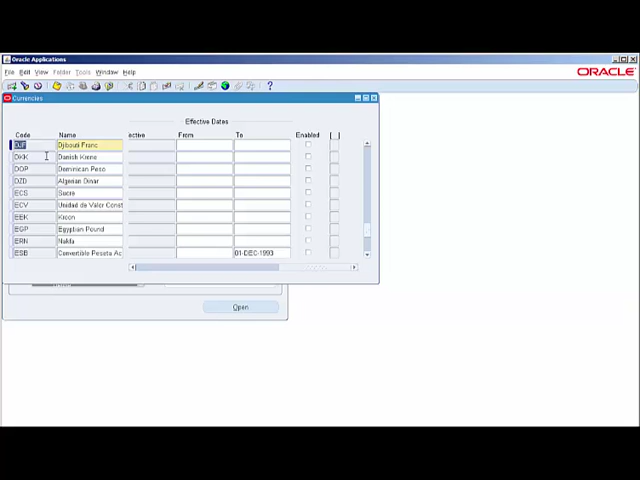 Oracle Applications
File Edit View Folder Tools Window Help
ORACLE
Currencies
Effective Dates
Code Name ective From To Enabled [ ]
DJF Djibouti Franc
DKK Danish Krone
DOP Dominican Peso
DZD Algerian Dinar
ECS Sucre
ECV Unidad de Valor Const
EEK Kroon
EGP Egyptian Pound
ERN Nakfa
ESB Convertible Peseta Ac 01-DEC-1993
Open